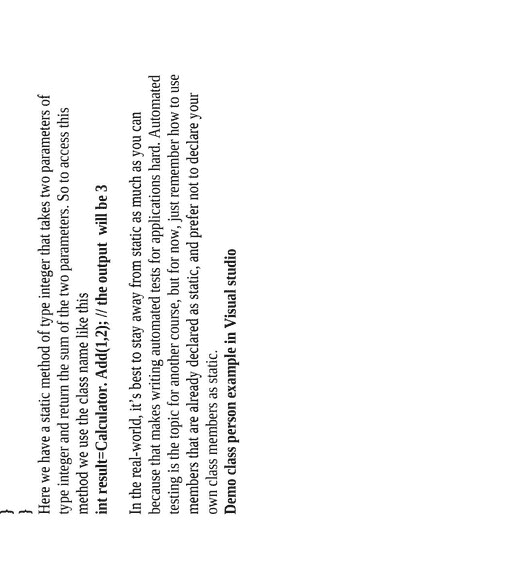 }
}
Here we have a static method of type integer that takes two parameters of
type integer and return the sum of the two parameters. So to access this
method we use the class name like this
int result=Calculator. Add(1,2); // the output  will be 3
In the real-world, it's best to stay away from static as much as you can
because that makes writing automated tests for applications hard. Automated
testing is the topic for another course, but for now, just remember how to use
members that are already declared as static, and prefer not to declare your
own class members as static.
Demo class person example in Visual studio